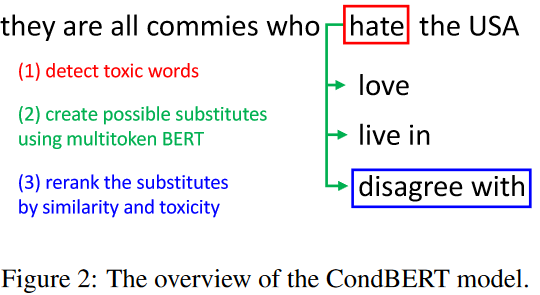 they are all commies who hate the USA
(1) detect toxic words
love
(2) create possible substitutes
using multitoken BERT
live in
(3) rerank the substitutes
by similarity and toxicity
disagree with
Figure 2: The overview of the CondBERT model.